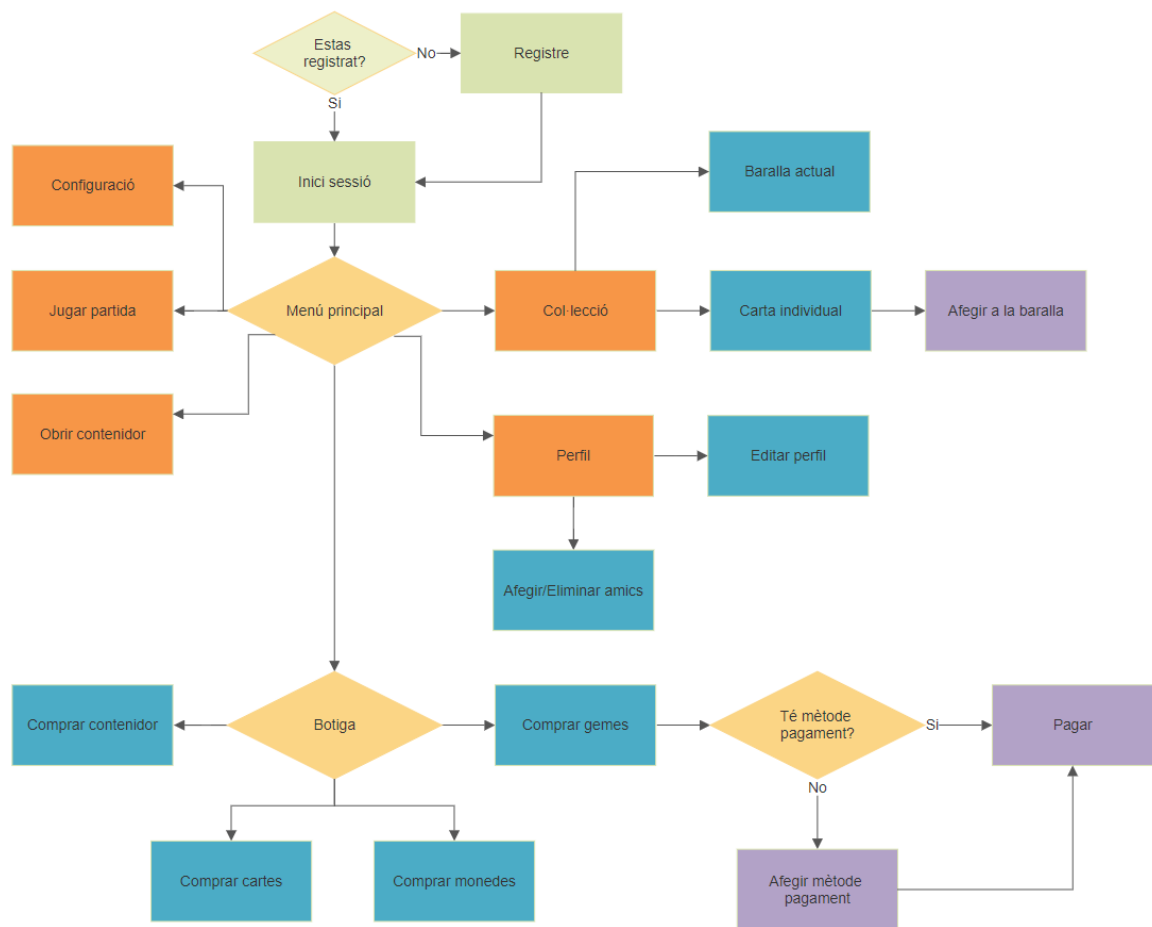 Estas
registrat?
No
Registre
Si
Inici sessió
Configuració
Baralla actual
Jugar partida
Menú principal
Col·lecció
Carta individual
Afegir a la baralla
Obrir contenidor
Perfil
Editar perfil
Afegir/Eliminar amics
Comprar contenidor
Botiga
Comprar gemes
Té mètode
pagament?
Si
Pagar
No
Comprar cartes
Comprar monedes
Afegir mètode
pagament